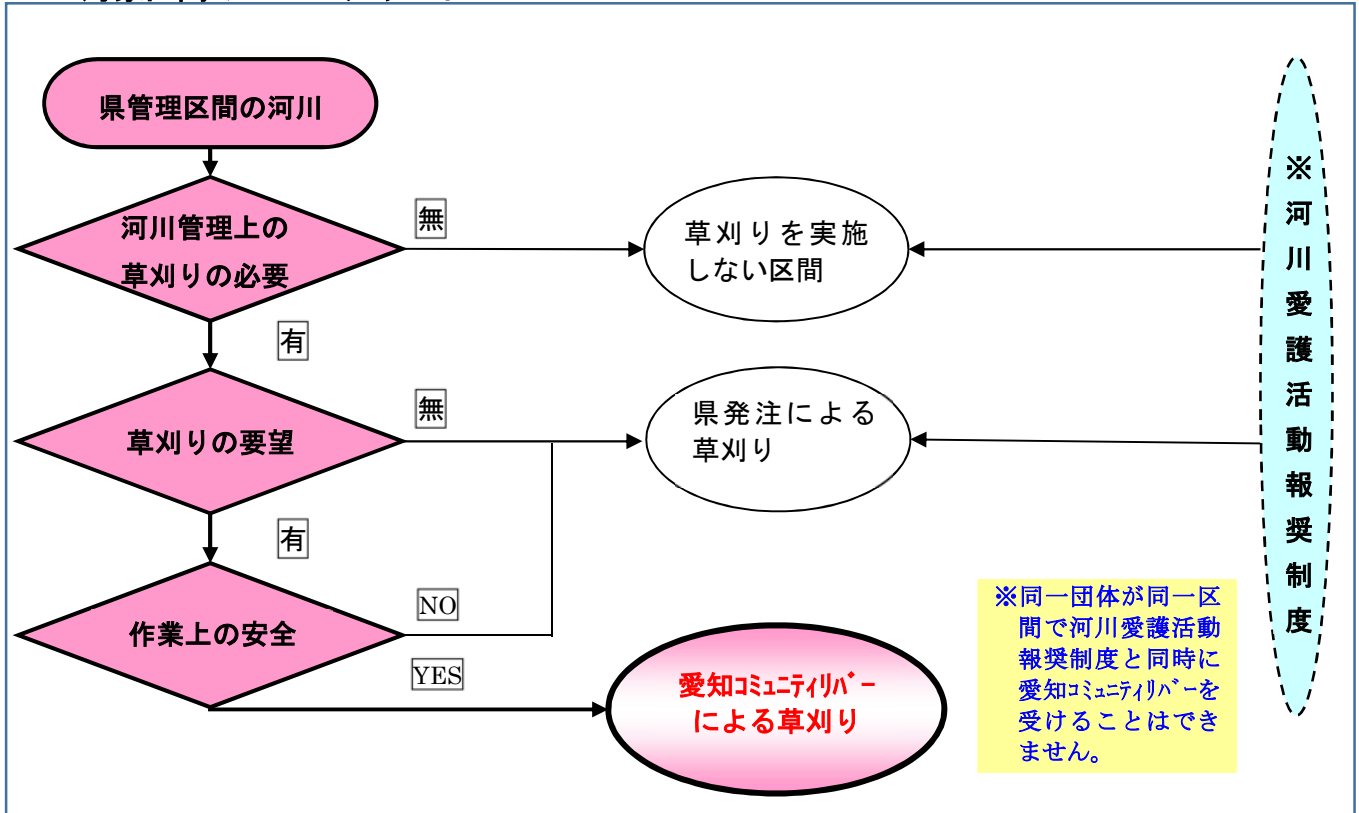 県管理区間の河川
河川管理上の
草刈りの必要
無
草刈りを実施
しない区間
有
草刈りの要望
無
県発注による
草刈り
有
作業上の安全
NO
YES
愛知ｺﾐｭﾆﾃｨﾘﾊﾞｰ
による草刈り
※同一団体が同一区
間で河川愛護活動
報奨制度と同時に
愛知ｺﾐｭﾆﾃｨﾘﾊﾞｰを
受けることはでき
ません。
※河川愛護活動報奨制度